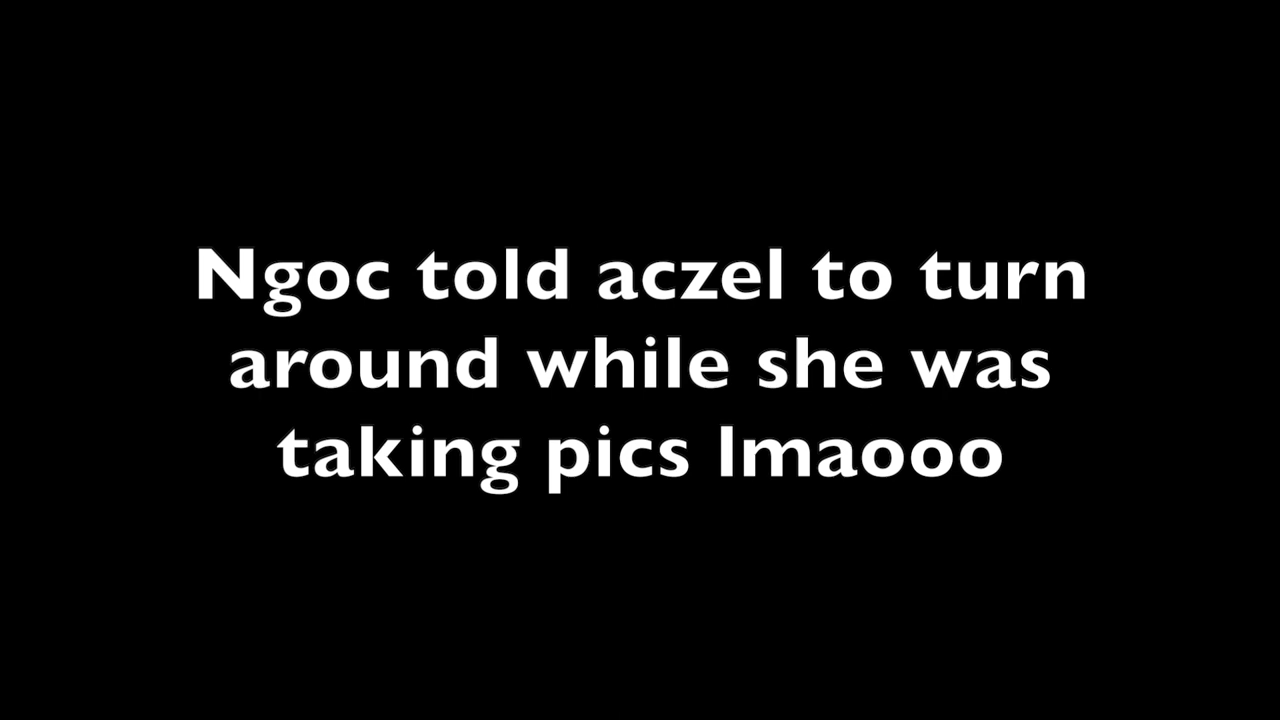 Ngoc told aczel to turn
around while she was
taking pics lmaooo